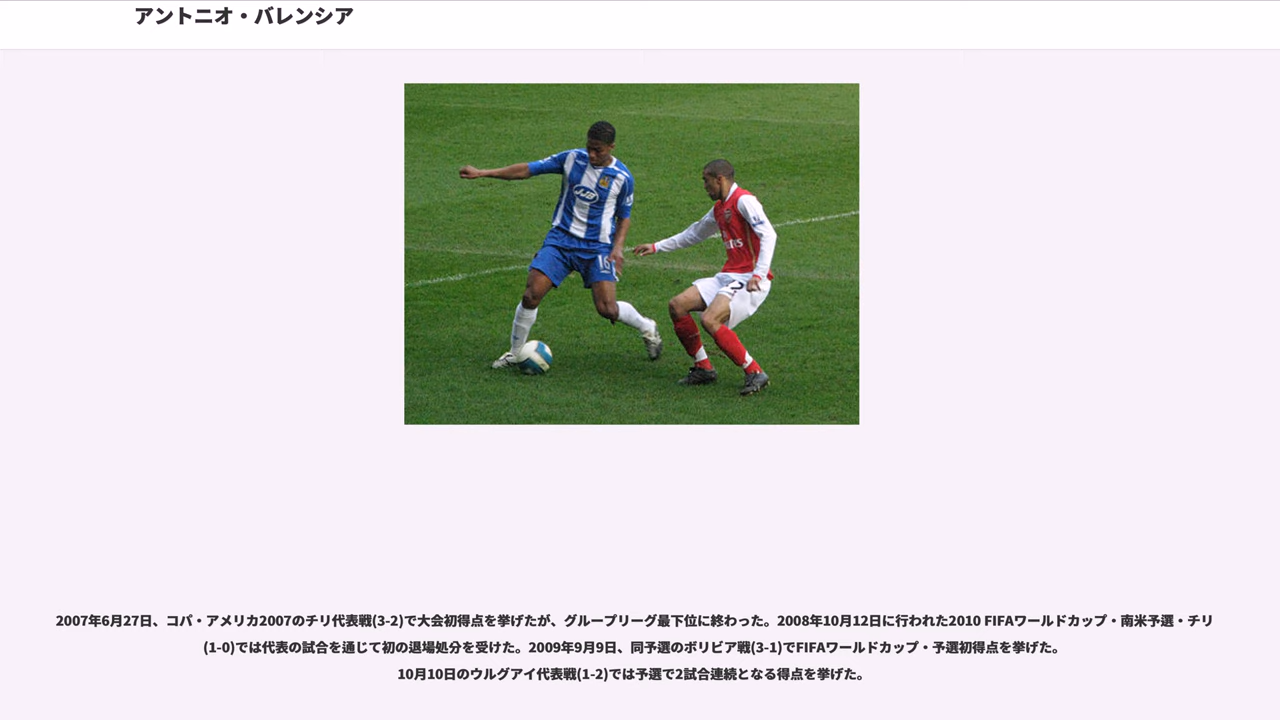 アントニオ・バレンシア
JJB
16
2007年6月27日、コパ・アメリカ2007のチリ代表戦(3-2)で大会初得点を挙げたが、グループリーグ最下位に終わった。2008年10月12日に行われた2010 FIFAワールドカップ・南米予選・チリ
(1-0)では代表の試合を通じて初の退場処分を受けた。2009年9月9日、同予選のボリビア戦(3-1)でFIFAワールドカップ・予選初得点を挙げた。
10月10日のウルグアイ代表戦(1-2)では予選で2試合連続となる得点を挙げた。